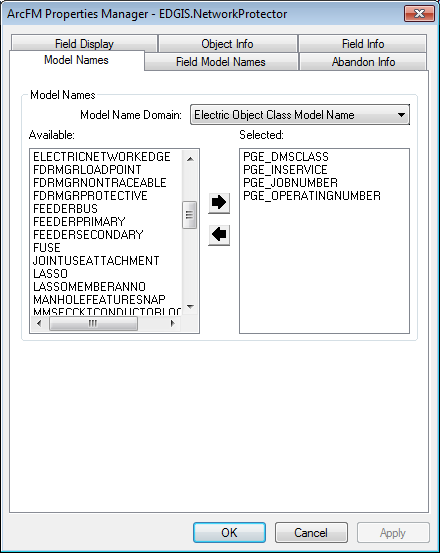 ArcFM Properties Manager - EDGIS.NetworkProtector
Field Display
Object Info
Field Info
Model Names
Field Model Names
Abandon Info
Model Names
Model Name Domain:
Electric Object Class Model Name
Available:
ELECTRICNETWORKEDGE
FDRMGRLOADPOINT
FDRMGRNONTRACEABLE
FDRMGRPROTECTIVE
FEEDERBUS
FEEDERPRIMARY
FEEDERSECONDARY
FUSE
JOINTUSEATTACHMENT
LASSO
LASSOMEMBERANNO
MANHOLEFEATURESNAP
Selected:
PGE_DMSCLASS
PGE_INSERVICE
PGE_JOBNUMBER
PGE_OPERATINGNUMBER
OK
Cancel
Apply